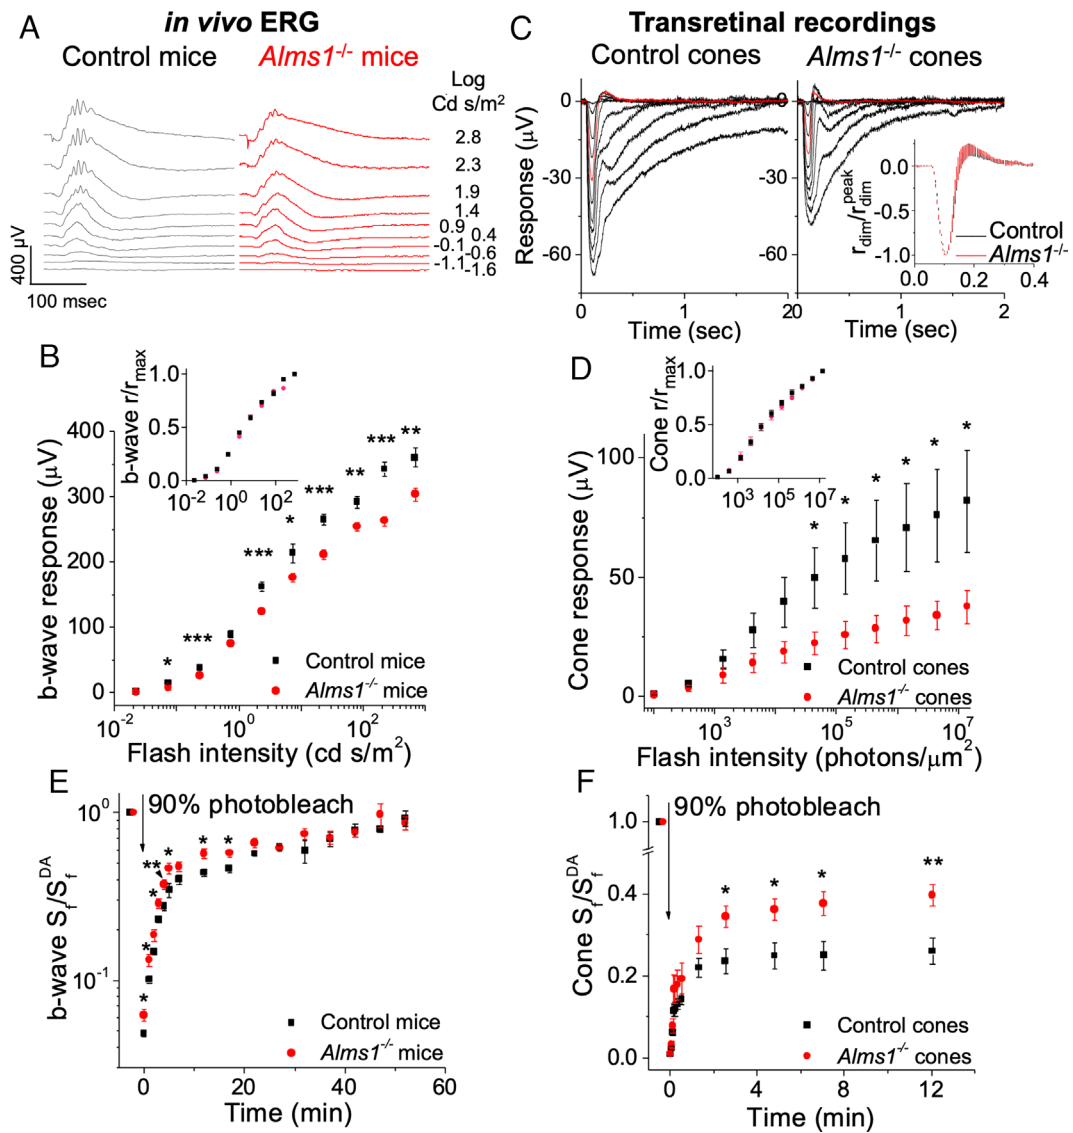 A
in vivo ERG
Control mice
Alms1-/- mice
Log
Cd s/m2
2.8
2.3
1.9
1.4
0.9
0.4
-0.1
-0.6
-1.1
-1.6
400 μV
100 msec
C
Transretinal recordings
Control cones
Alms1-/- cones
Response (μV)
0
-30
-60
0
1
2
Time (sec)
0
-30
-60
0
1
2
Time (sec)
rdim/rdim peak
0.0
-0.5
-1.0
0.0
0.2
0.4
Control
Alms1-/-
B
b-wave r/rmax
1.0
0.5
0.0
10-2
100
102
b-wave response (μV)
400
300
200
100
0
*
***
***
*
***
**
***
**
Control mice
Alms1-/- mice
10-2
100
102
Flash intensity (cd s/m2)
D
Cone r/rmax
1.0
0.5
0.0
103
105
107
Cone response (μV)
100
50
0
*
*
*
*
*
*
Control cones
Alms1-/- cones
103
105
107
Flash intensity (photons/μm2)
E
90% photobleach
b-wave Sf/SfDA
100
10-1
*
*
*
**
*
*
*
Control mice
Alms1-/- mice
0
20
40
60
Time (min)
F
90% photobleach
Cone Sf/SfDA
1.0
0.4
0.2
0.0
*
*
*
**
Control cones
Alms1-/- cones
0
4
8
12
Time (min)